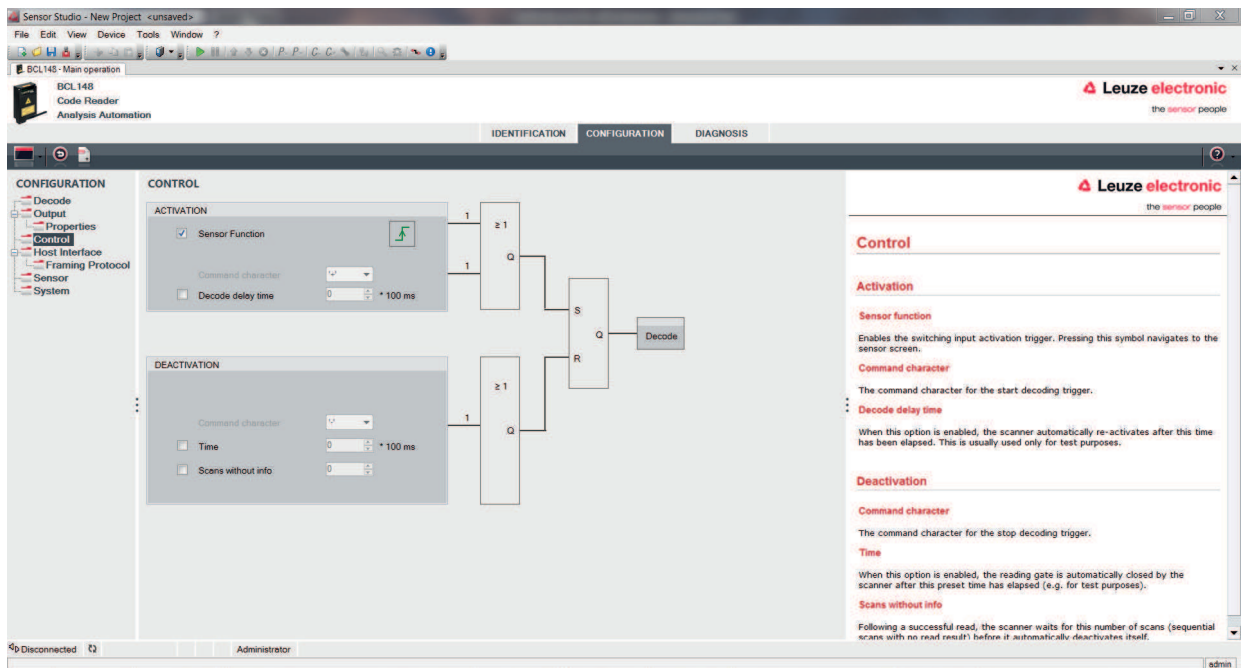 Sensor Studio - New Project <unsaved>
File Edit View Device Tools Window ?
BCL148 - Main operation
BCL148
Code Reader
Analysis Automation
Leuze electronic
the sensor people
IDENTIFICATION CONFIGURATION DIAGNOSIS
CONFIGURATION
Decode
Output
Properties
Control
Host Interface
Framing Protocol
Sensor
System
CONTROL
ACTIVATION
Sensor Function
Command character
'+'
Decode delay time
0
* 100 ms
1
1
≥ 1
Q
S
Q
R
Decode
DEACTIVATION
Command character
'-'
Time
0
* 100 ms
Scans without info
0
1
≥ 1
Q
Leuze electronic
the sensor people
Control
Activation
Sensor function
Enables the switching input activation trigger. Pressing this symbol navigates to the
sensor screen.
Command character
The command character for the start decoding trigger.
Decode delay time
When this option is enabled, the scanner automatically re-activates after this time
has been elapsed. This is usually used only for test purposes.
Deactivation
Command character
The command character for the stop decoding trigger.
Time
When this option is enabled, the reading gate is automatically closed by the
scanner after this preset time has elapsed (e.g. for test purposes).
Scans without info
Following a successful read, the scanner waits for this number of scans (sequential
scans with no read result) before it automatically deactivates itself.
Disconnected
Administrator
admin